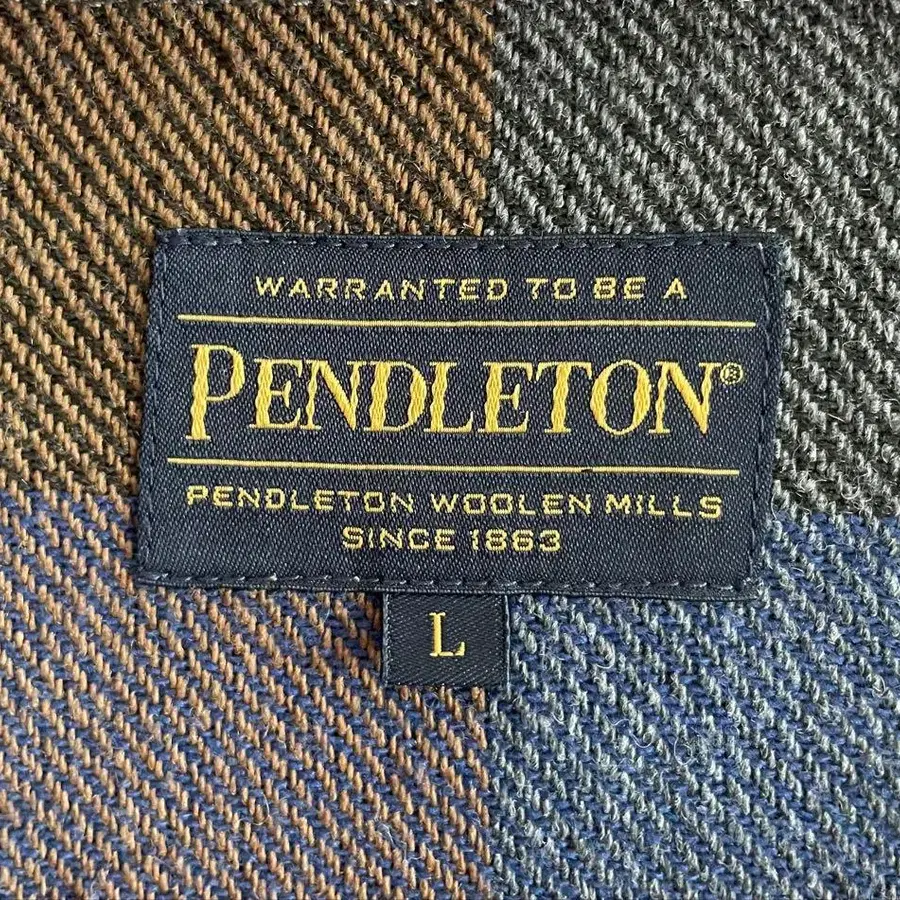 WARRANTED TO BE A
PENDLETON®
PENDLETON WOOLEN MILLS
SINCE 1863
L